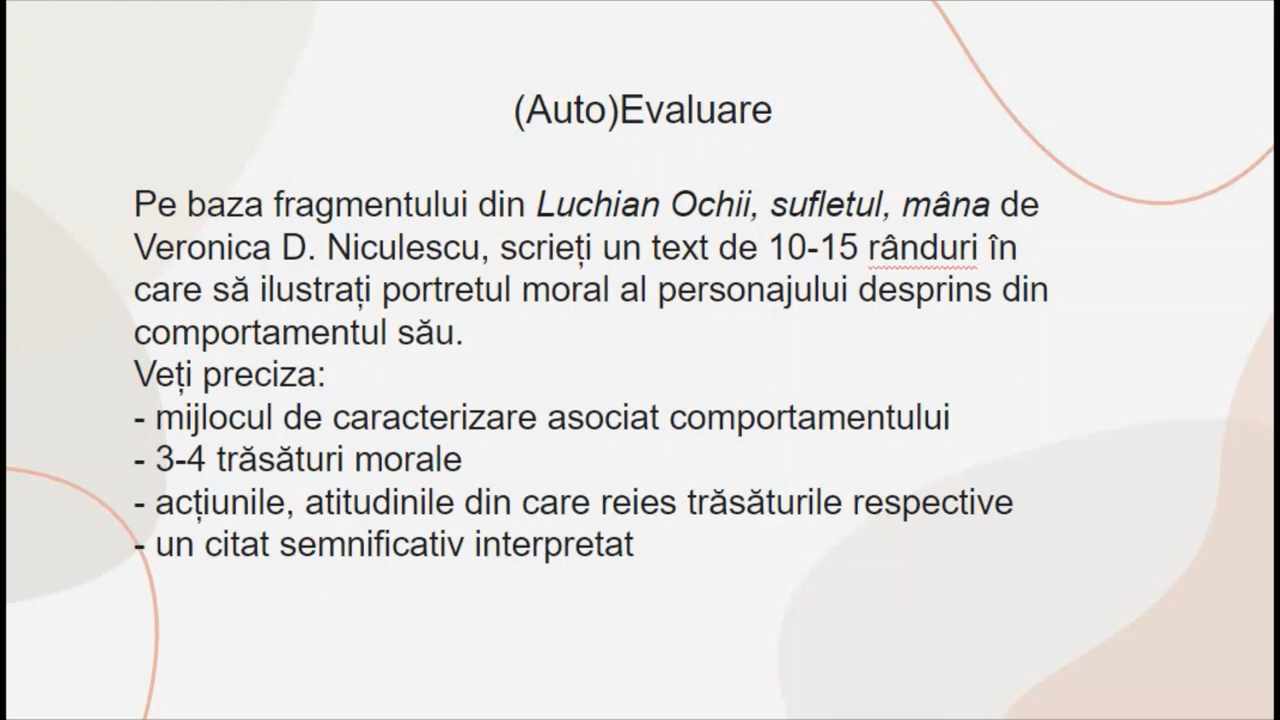 (Auto)Evaluare
Pe baza fragmentului din Luchian Ochii, sufletul, mâna de
Veronica D. Niculescu, scrieți un text de 10-15 rânduri în
care să ilustrați portretul moral al personajului desprins din
comportamentul său.
Veți preciza:
- mijlocul de caracterizare asociat comportamentului
- 3-4 trăsături morale
- acțiunile, atitudinile din care reies trăsăturile respective
- un citat semnificativ interpretat